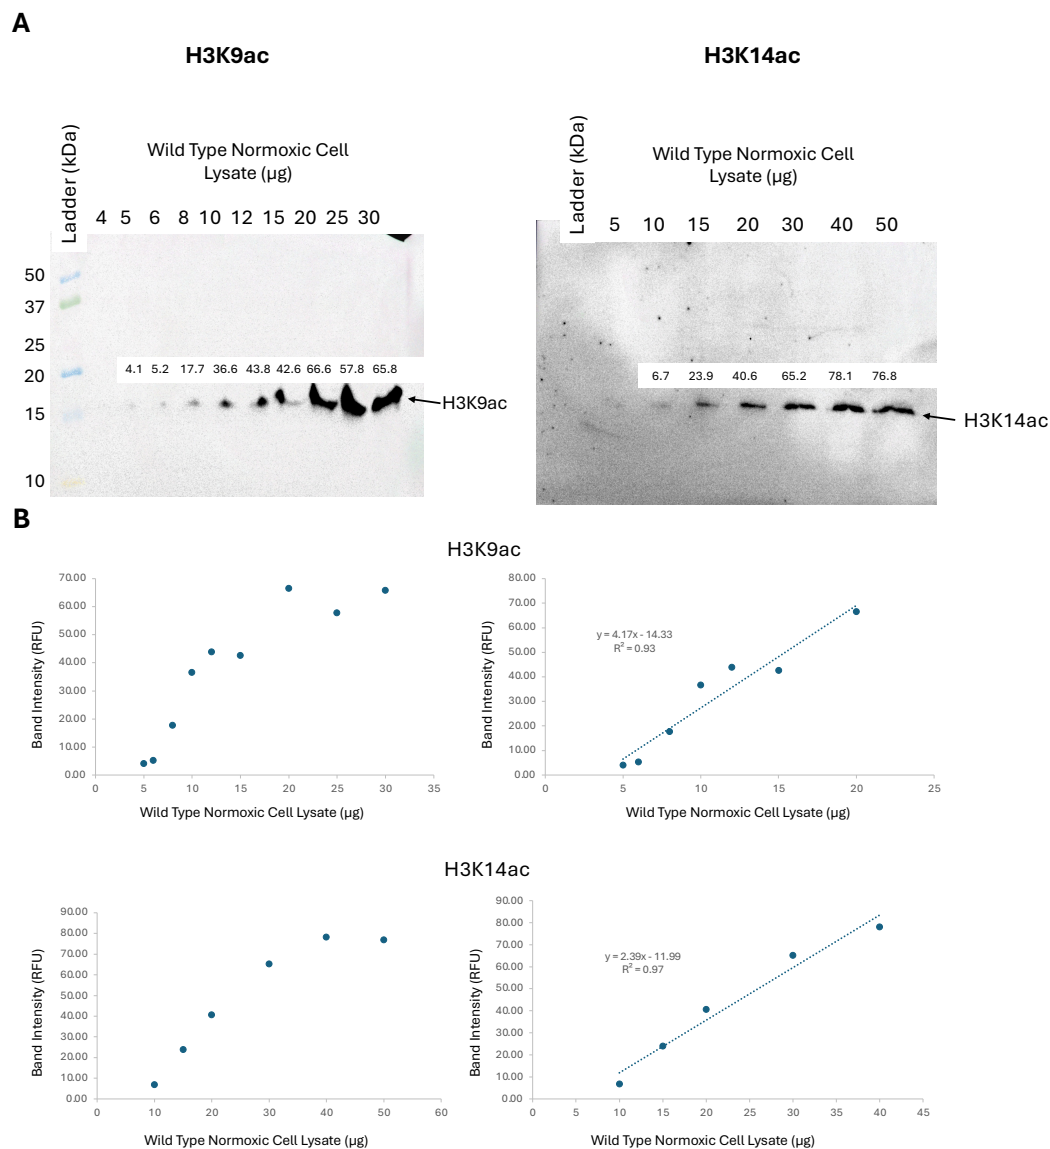 A
H3K9ac
H3K14ac
Ladder (kDa)
Wild Type Normoxic Cell
Lysate (µg)
4 5 6 8 10 12 15 20 25 30
50
37
25
20
15
10
4.1 5.2 17.7 36.6 43.8 42.6 66.6 57.8 65.8
H3K9ac
Ladder (kDa)
Wild Type Normoxic Cell
Lysate (µg)
5 10 15 20 30 40 50
6.7 23.9 40.6 65.2 78.1 76.8
H3K14ac
B
H3K9ac
Band Intensity (RFU)
70.00
60.00
50.00
40.00
30.00
20.00
10.00
0.00
0 5 10 15 20 25 30 35
Wild Type Normoxic Cell Lysate (µg)
Band Intensity (RFU)
80.00
70.00
60.00
50.00
40.00
30.00
20.00
10.00
0.00
y = 4.17x - 14.33
R² = 0.93
0 5 10 15 20 25
Wild Type Normoxic Cell Lysate (µg)
H3K14ac
Band Intensity (RFU)
90.00
80.00
70.00
60.00
50.00
40.00
30.00
20.00
10.00
0.00
0 10 20 30 40 50 60
Wild Type Normoxic Cell Lysate (µg)
Band Intensity (RFU)
90.00
80.00
70.00
60.00
50.00
40.00
30.00
20.00
10.00
0.00
y = 2.39x - 11.99
R² = 0.97
0 5 10 15 20 25 30 35 40 45
Wild Type Normoxic Cell Lysate (µg)